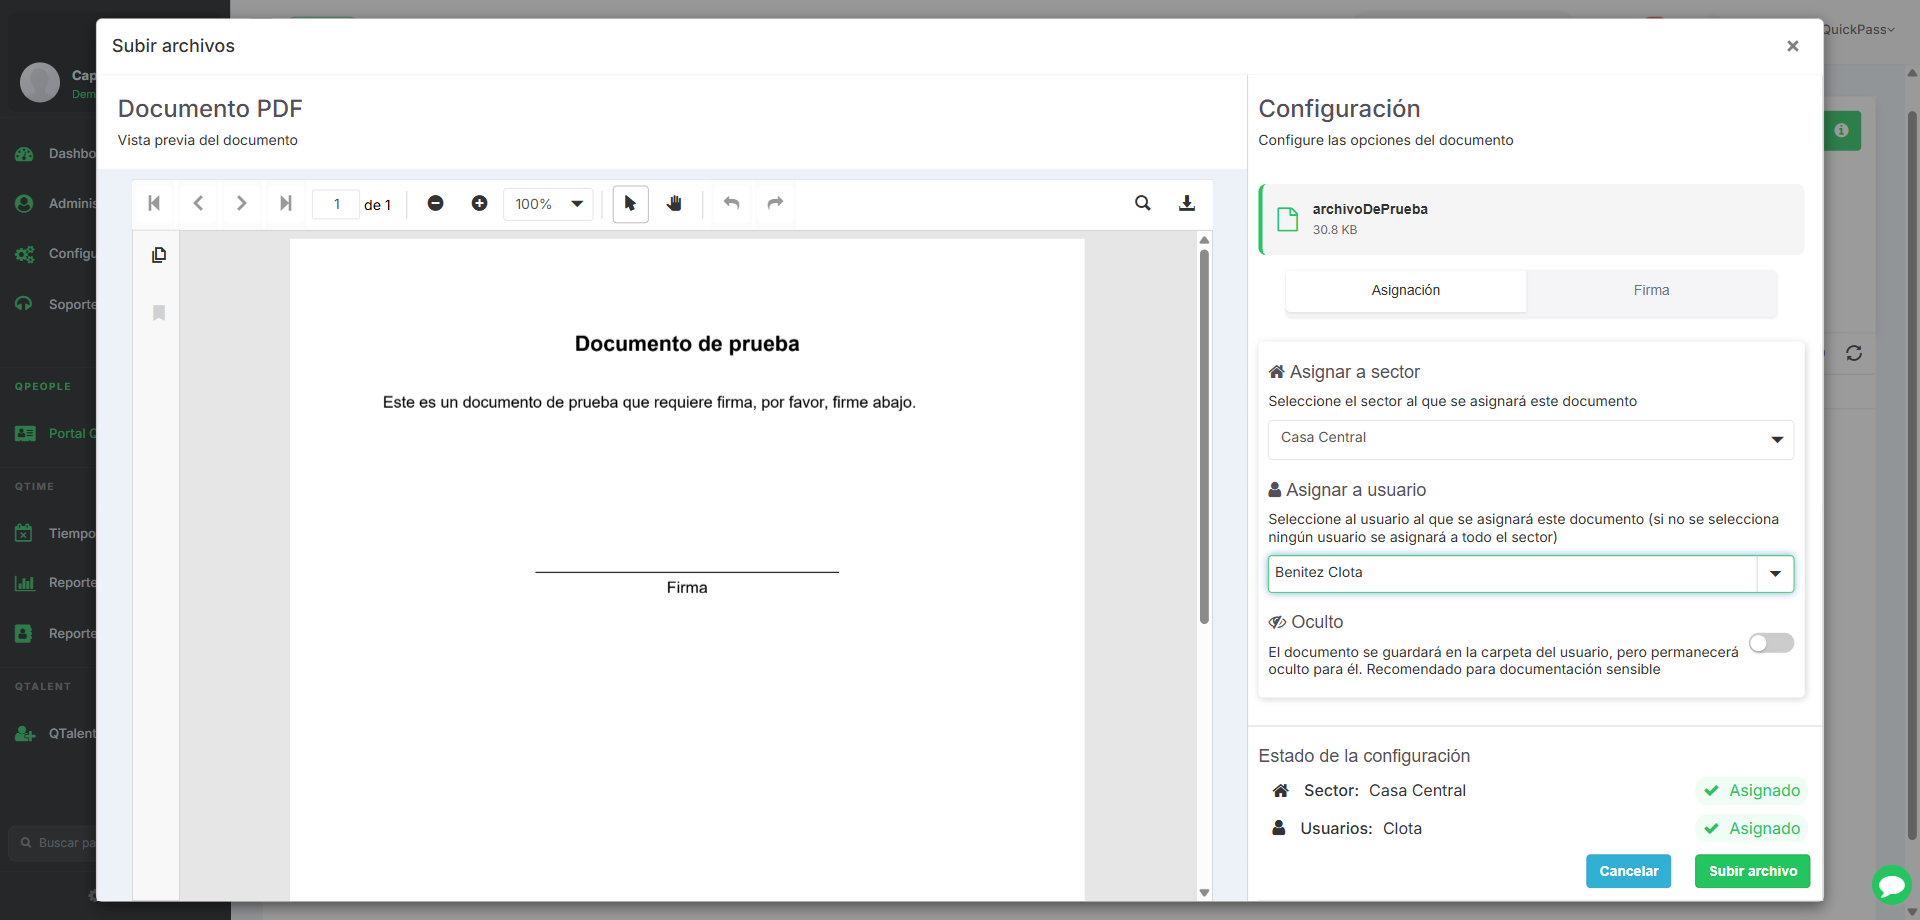 Subir archivos
×
QuickPass
Cap
Dem
Dashbo
Adminis
Configu
Soporte
QPEOPLE
Portal
QTIME
Tiempo
Reporte
Reporte
QTALENT
QTalent
Buscar pa
Documento PDF
Vista previa del documento
1 de 1
100%
Documento de prueba
Este es un documento de prueba que requiere firma, por favor, firme abajo.
Firma
Configuración
Configure las opciones del documento
archivoDePrueba
30.8 KB
Asignación Firma
Asignar a sector
Seleccione el sector al que se asignará este documento
Casa Central
Asignar a usuario
Seleccione al usuario al que se asignará este documento (si no se selecciona
ningún usuario se asignará a todo el sector)
Benitez Clota
Oculto
El documento se guardará en la carpeta del usuario, pero permanecerá
oculto para él. Recomendado para documentación sensible
Estado de la configuración
Sector: Casa Central Asignado
Usuarios: Clota Asignado
Cancelar Subir archivo